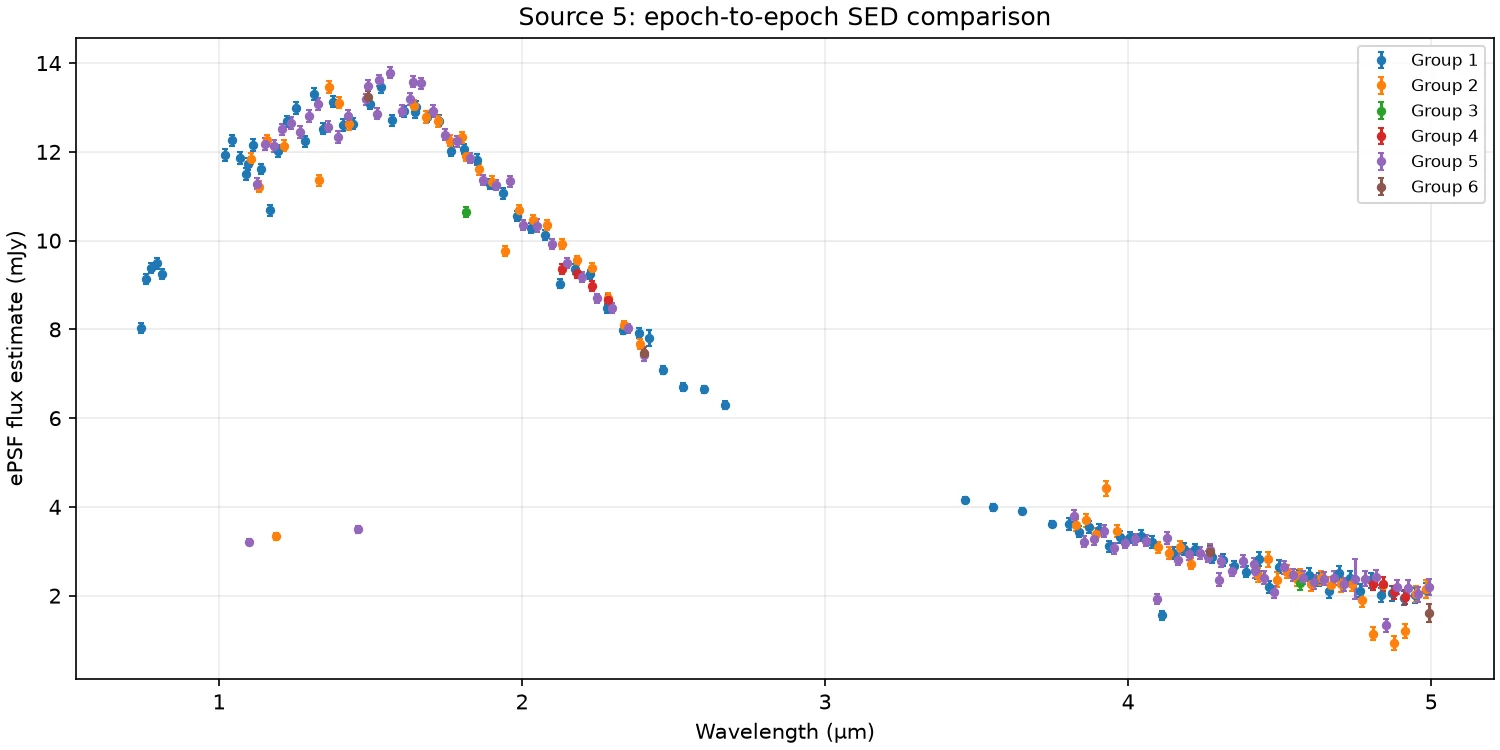 Source 5: epoch-to-epoch SED comparison
ePSF flux estimate (mJy)
14
12
10
8
6
4
2
1
2
3
4
5
Wavelength (μm)
Group 1
Group 2
Group 3
Group 4
Group 5
Group 6